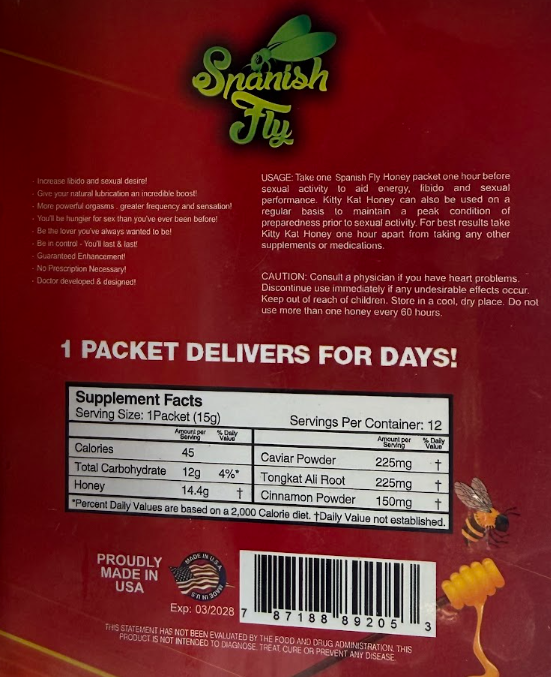 Spanish
Fly
- Increase libido and sexual desire!
- Give your natural lubrication an incredible boost!
- More powerful orgasms . greater frequency and sensation!
- You'll be hungier for sex than you've ever been before!
- Be the lover you've always wanted to be!
- Be in control - You'll last & last!
- Guaranteed Enhancement!
- No Prescription Necessary!
- Doctor developed & designed!
USAGE: Take one Spanish Fly Honey packet one hour before
sexual activity to aid energy, libido and sexual
performance. Kitty Kat Honey can also be used on a
regular basis to maintain a peak condition of
preparedness prior to sexual activity. For best results take
Kitty Kat Honey one hour apart from taking any other
supplements or medications.
CAUTION: Consult a physician if you have heart problems.
Discontinue use immediately if any undesirable effects occur.
Keep out of reach of children. Store in a cool, dry place. Do not
use more than one honey every 60 hours.
1 PACKET DELIVERS FOR DAYS!
Supplement Facts
Serving Size: 1Packet (15g)
Servings Per Container: 12
Amount per Serving % Daily Value
Calories 45
Total Carbohydrate 12g 4%*
Honey 14.4g †
Amount per Serving % Daily Value
Caviar Powder 225mg †
Tongkat Ali Root 225mg †
Cinnamon Powder 150mg †
*Percent Daily Values are based on a 2,000 Calorie diet. †Daily Value not established.
PROUDLY
MADE IN
USA
MADE IN U.S.A
MADE IN U.S.A
Exp: 03/2028
7 87188 89205 3
THIS STATEMENT HAS NOT BEEN EVALUATED BY THE FOOD AND DRUG ADMINISTRATION. THIS
PRODUCT IS NOT INTENDED TO DIAGNOSE, TREAT, CURE OR PREVENT ANY DISEASE.